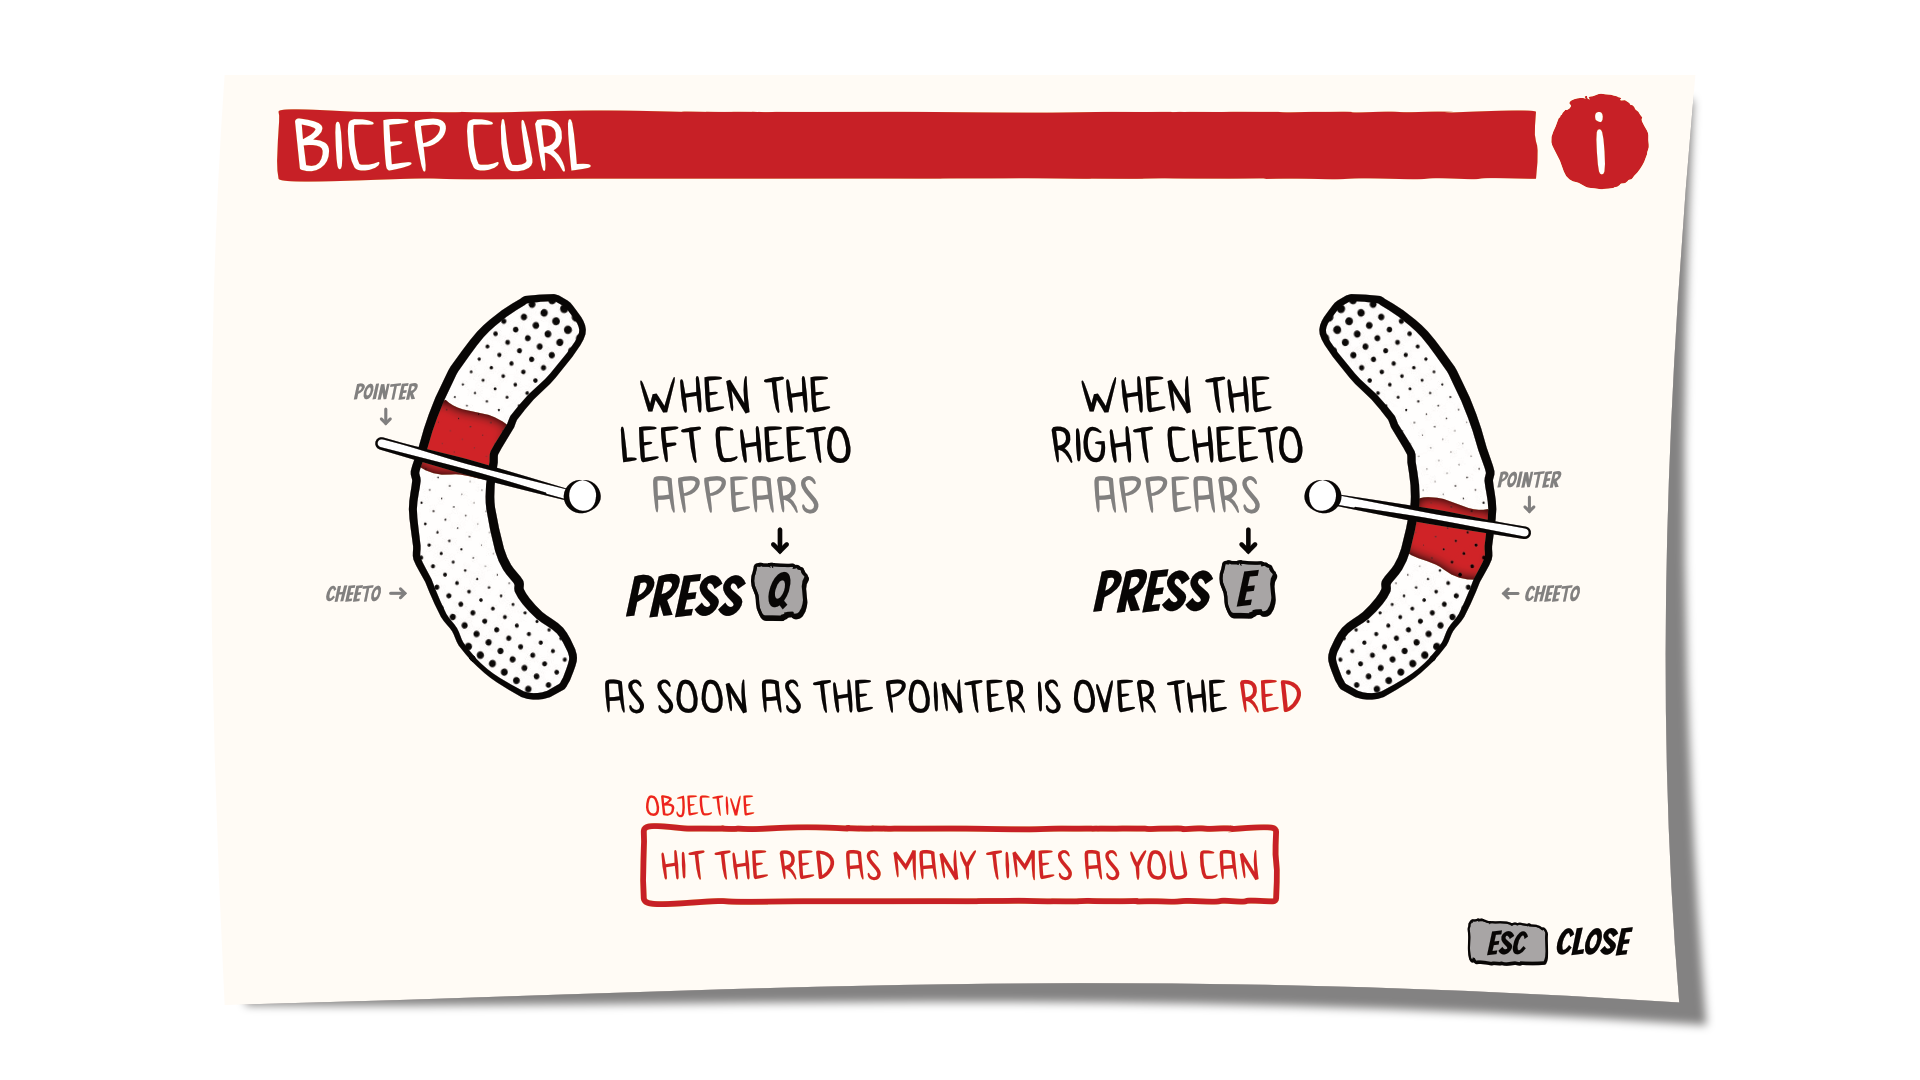 BICEP CURL
i
POINTER
↓
CHEETO →
WHEN THE
LEFT CHEETO
APPEARS
↓
PRESS Q
WHEN THE
RIGHT CHEETO
APPEARS
↓
PRESS E
POINTER
↓
← CHEETO
AS SOON AS THE POINTER IS OVER THE RED
OBJECTIVE
HIT THE RED AS MANY TIMES AS YOU CAN
ESC CLOSE